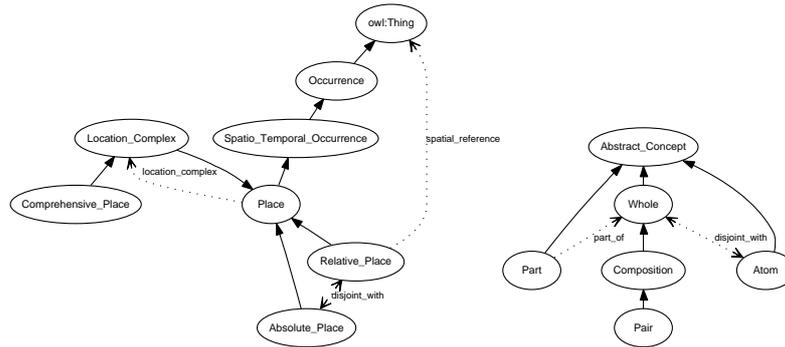 owl:Thing
Occurrence
Location_Complex
Spatio_Temporal_Occurrence
spatial_reference
location_complex
Comprehensive_Place
Place
Relative_Place
disjoint_with
Absolute_Place
Abstract_Concept
Whole
part_of
disjoint_with
Part
Composition
Atom
Pair